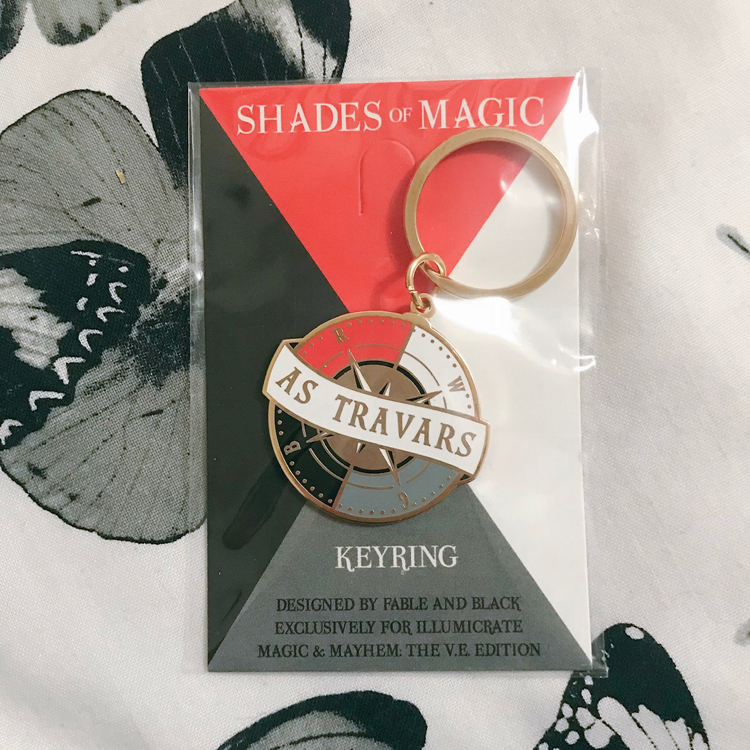 SHADES OF MAGIC
R
W
AS TRAVARS
B
G
KEYRING
DESIGNED BY FABLE AND BLACK
EXCLUSIVELY FOR ILLUMICRATE
MAGIC & MAYHEM: THE V.E. EDITION